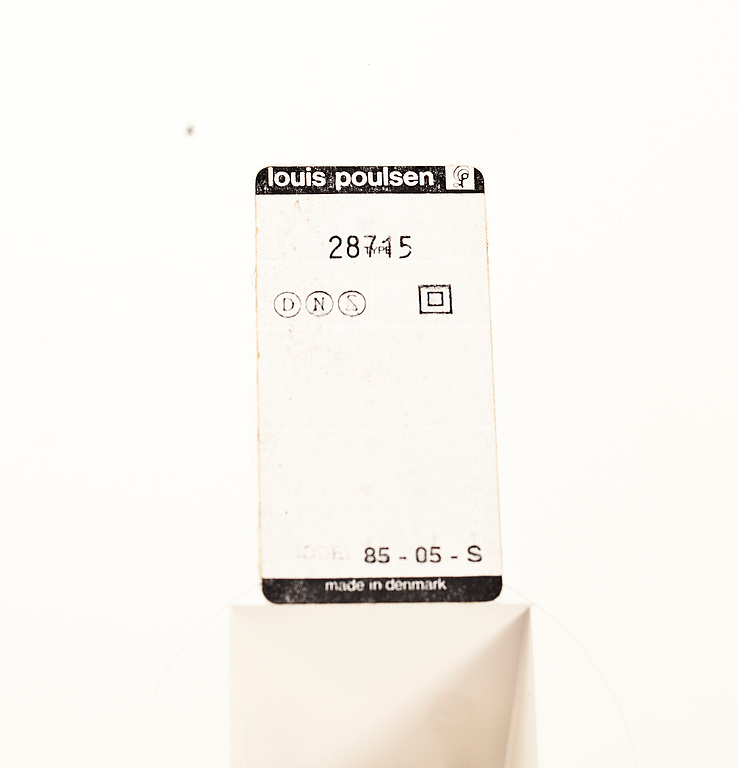 louis poulsen
28715
TYPE
D N S
85 - 05 - S
made in denmark